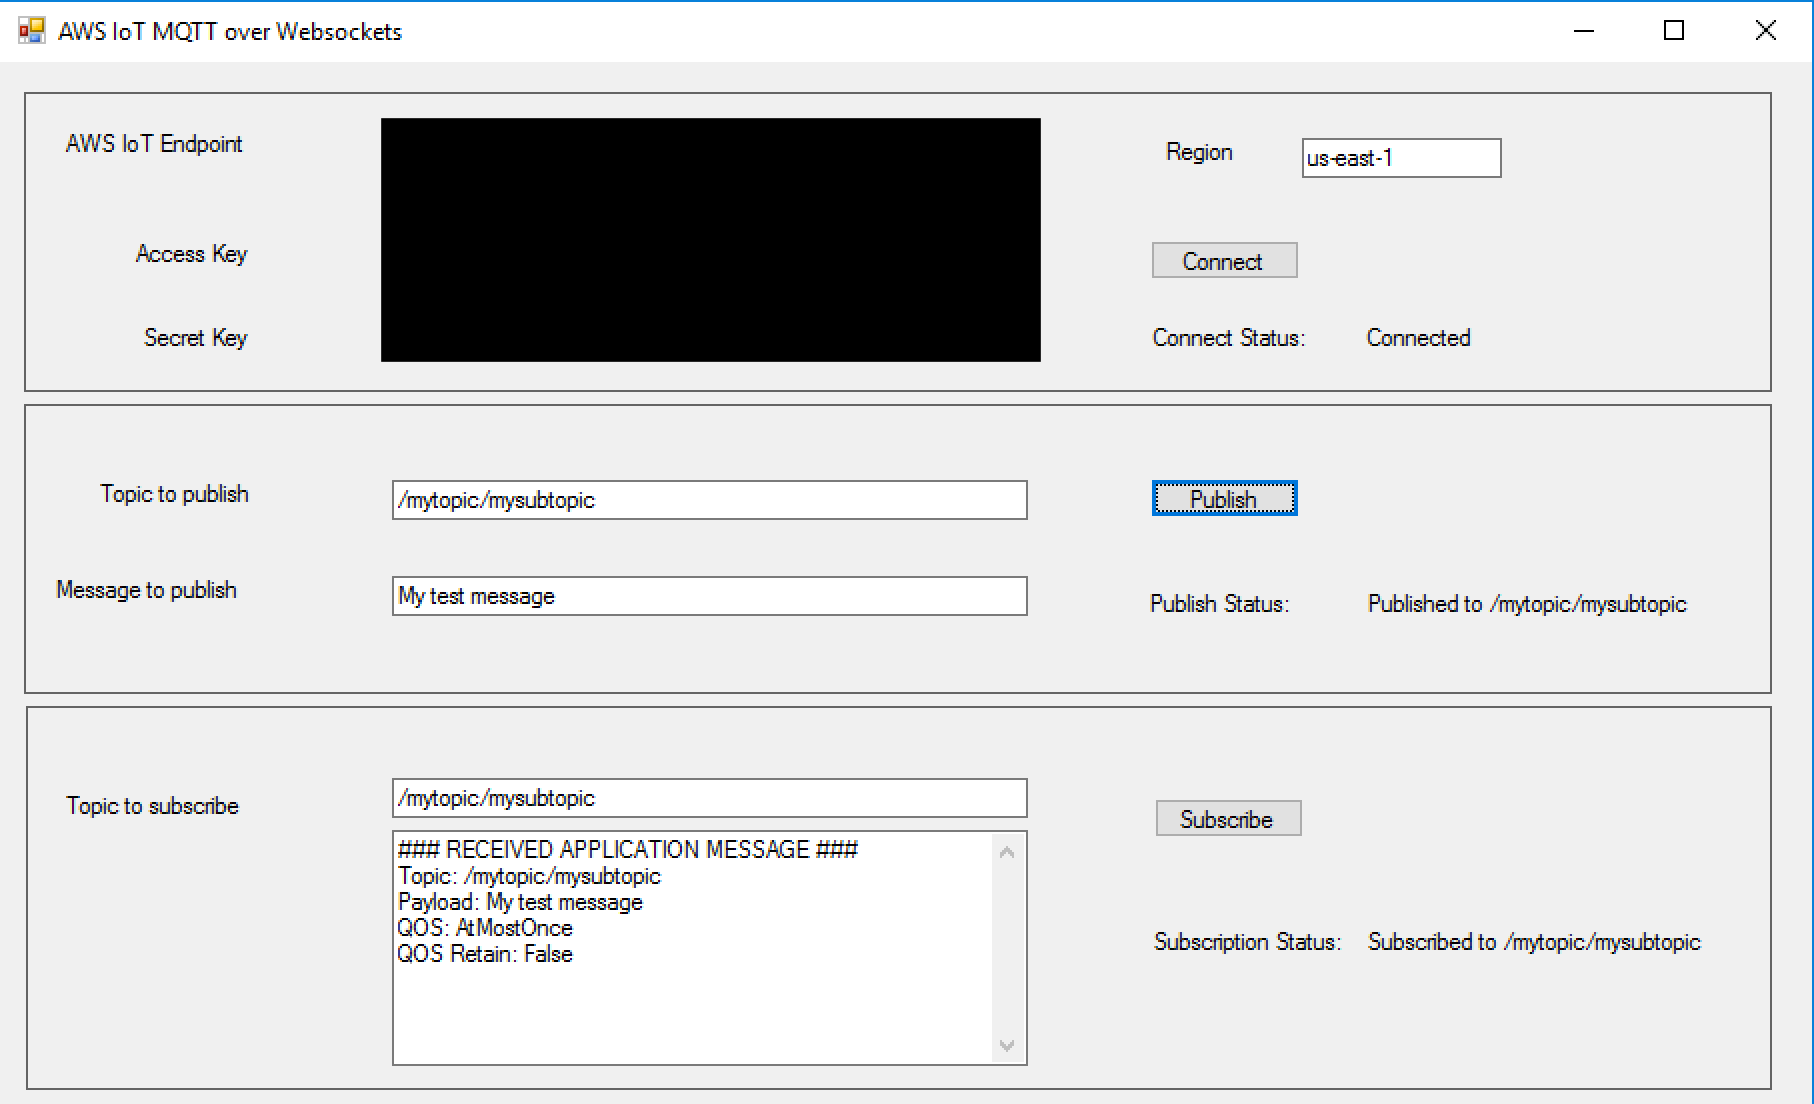 AWS IoT MQTT over Websockets
AWS IoT Endpoint
Region
us-east-1
Access Key
Connect
Secret Key
Connect Status: Connected
Topic to publish
/mytopic/mysubtopic
Publish
Message to publish
My test message
Publish Status: Published to /mytopic/mysubtopic
Topic to subscribe
/mytopic/mysubtopic
Subscribe
### RECEIVED APPLICATION MESSAGE ###
Topic: /mytopic/mysubtopic
Payload: My test message
QOS: AtMostOnce
QOS Retain: False
Subscription Status: Subscribed to /mytopic/mysubtopic